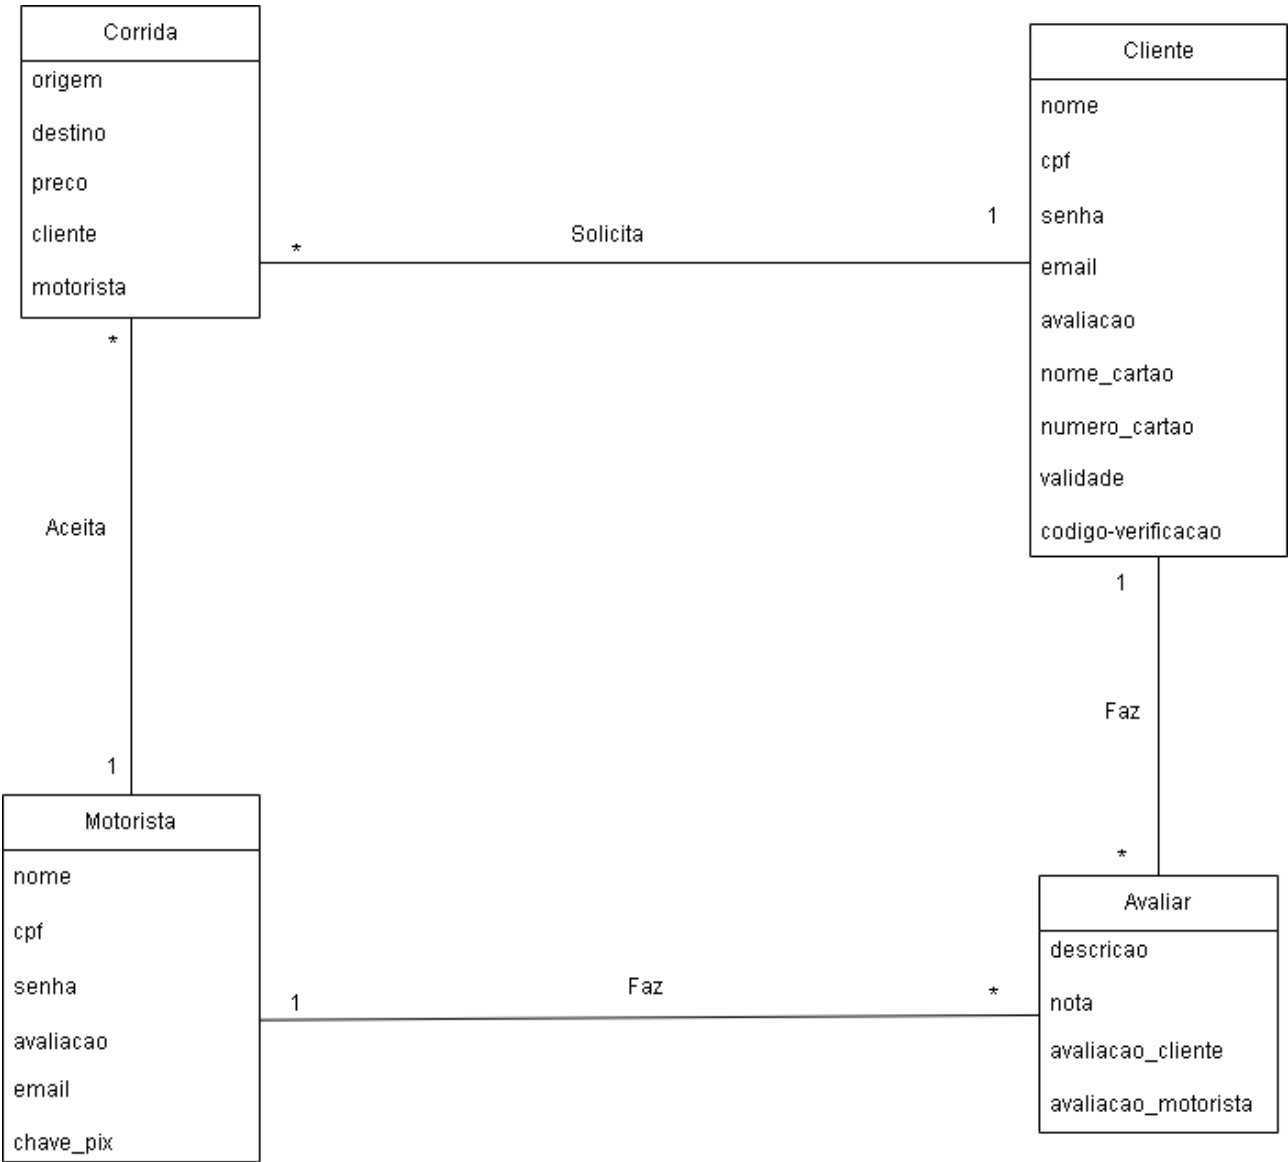 Corrida
origem
destino
preco
cliente
motorista
*
Solicita
1
Cliente
nome
cpf
senha
email
avaliacao
nome_cartao
numero_cartao
validade
codigo-verificacao
*
Aceita
1
1
Faz
*
Motorista
nome
cpf
senha
avaliacao
email
chave_pix
1
Faz
*
Avaliar
descricao
nota
avaliacao_cliente
avaliacao_motorista